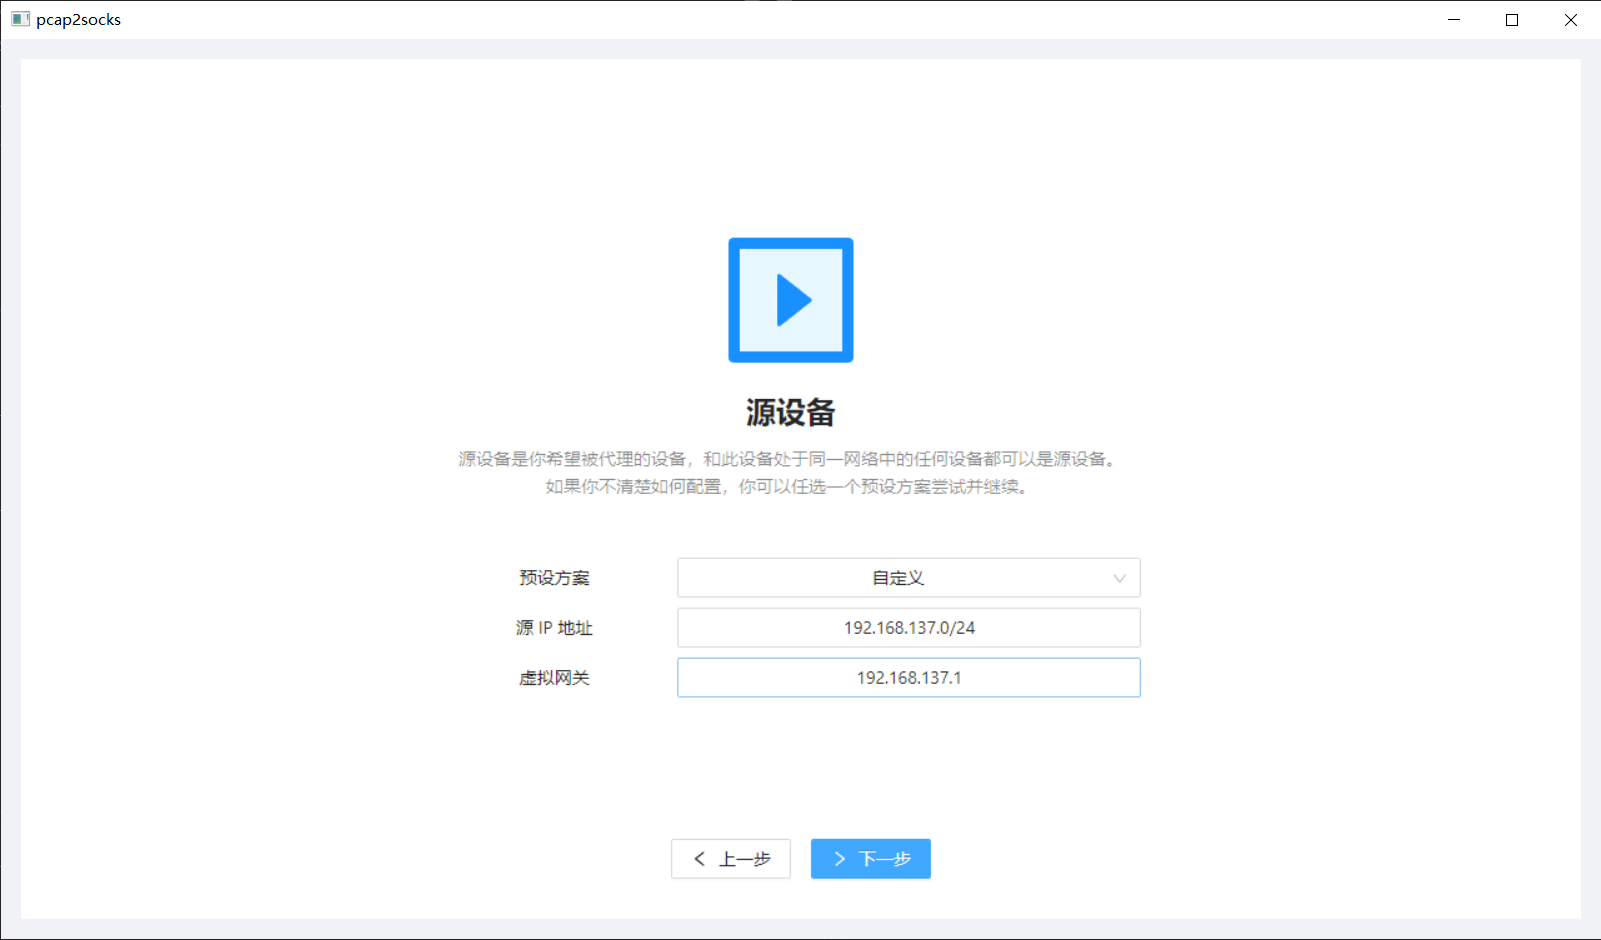 pcap2socks
源设备
源设备是你希望被代理的设备，和此设备处于同一网络中的任何设备都可以是源设备。
如果你不清楚如何配置，你可以任选一个预设方案尝试并继续。
预设方案 自定义
源 IP 地址 192.168.137.0/24
虚拟网关 192.168.137.1
上一步 下一步